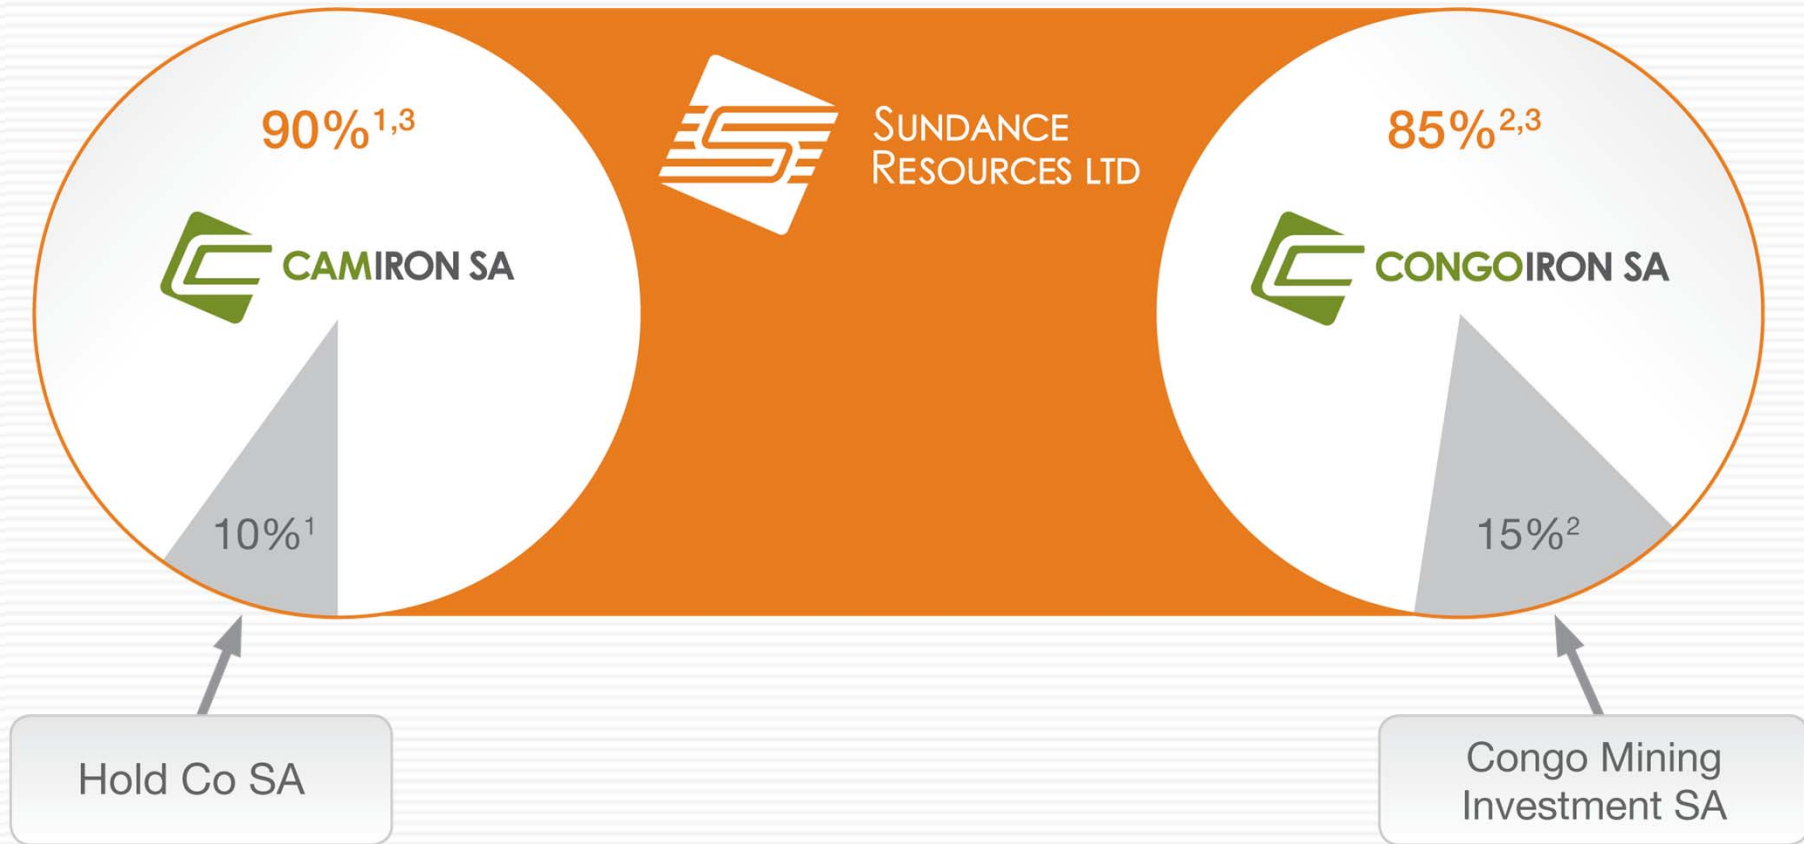 90%¹,³
CAMIRON SA
10%¹
Hold Co SA
SUNDANCE
RESOURCES LTD
85%²,³
CONGOIRON SA
15%²
Congo Mining
Investment SA